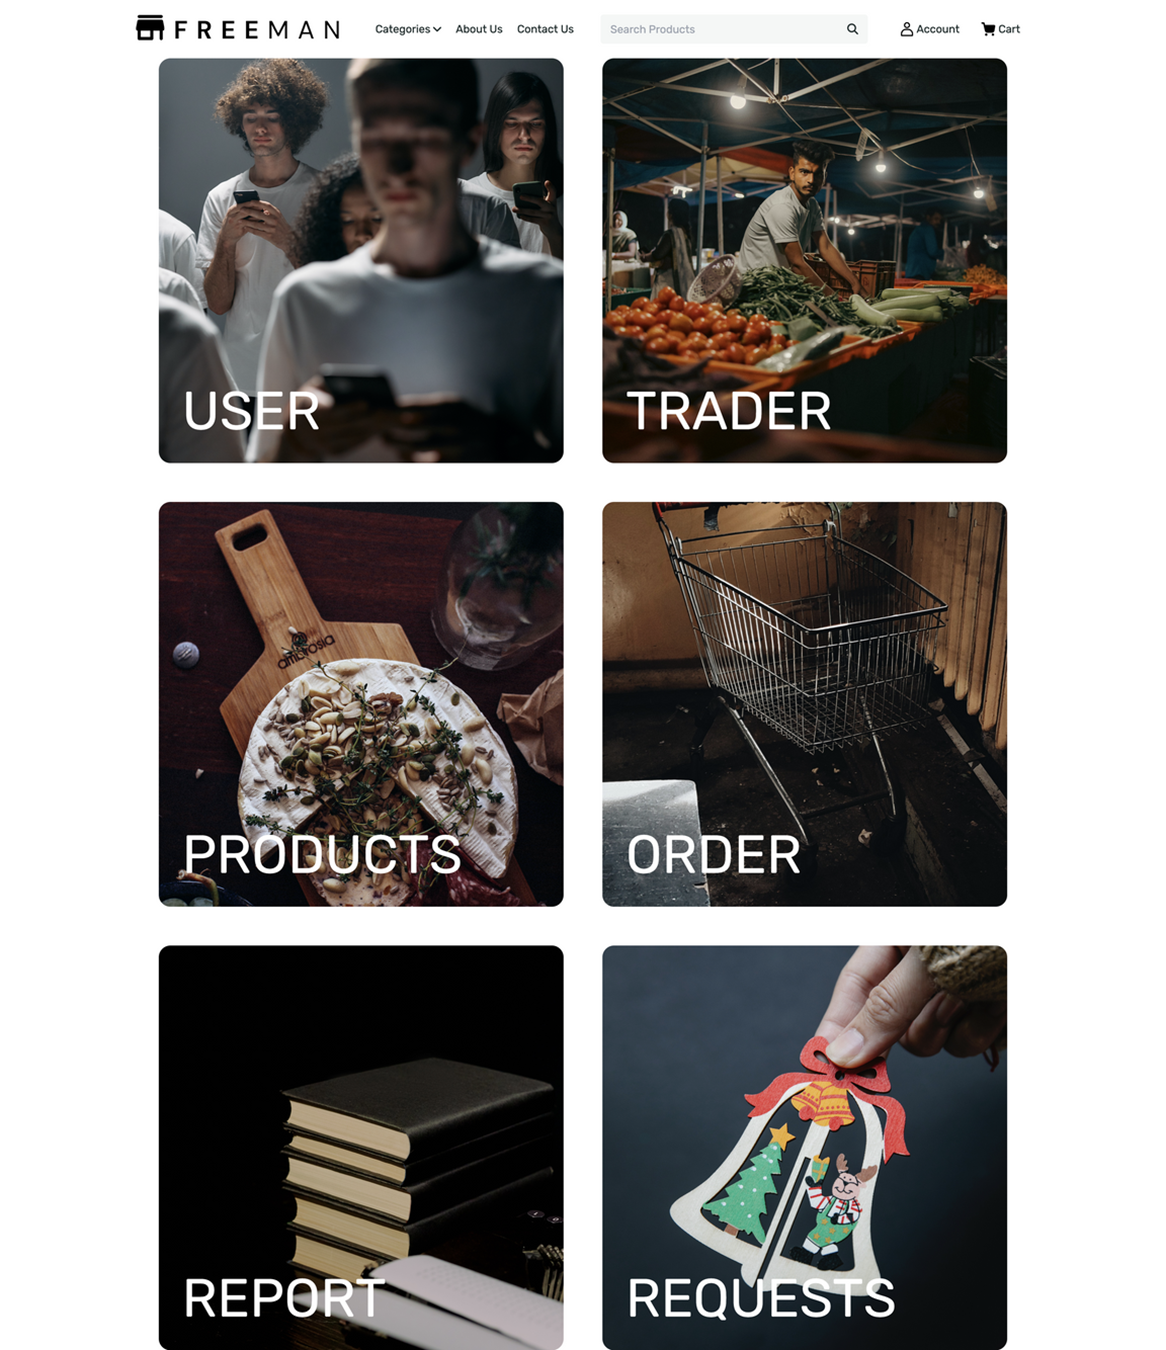 FREEMAN
Categories
About Us
Contact Us
Search Products
Account
Cart
USER
TRADER
PRODUCTS
ambrosia
ORDER
REPORT
REQUESTS